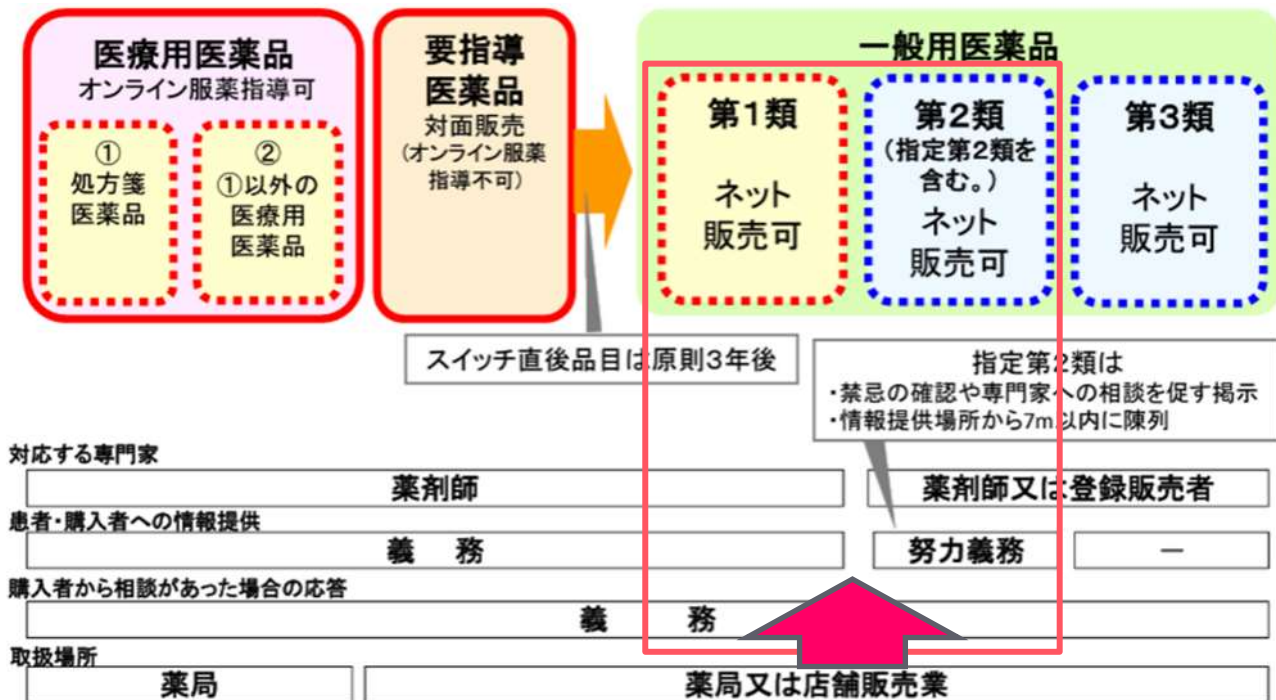 医療用医薬品
オンライン服薬指導可
①
処方箋
医薬品
②
①以外の
医療用
医薬品
要指導
医薬品
対面販売
(オンライン服薬
指導不可)
一般用医薬品
第1類
ネット
販売可
第2類
(指定第2類を
含む。)
ネット
販売可
第3類
ネット
販売可
スイッチ直後品目は原則3年後
指定第2類は
・禁忌の確認や専門家への相談を促す掲示
・情報提供場所から7m以内に陳列
対応する専門家
薬剤師
薬剤師又は登録販売者
患者・購入者への情報提供
義 務
努力義務
―
購入者から相談があった場合の応答
義 務
取扱場所
薬局
薬局又は店舗販売業